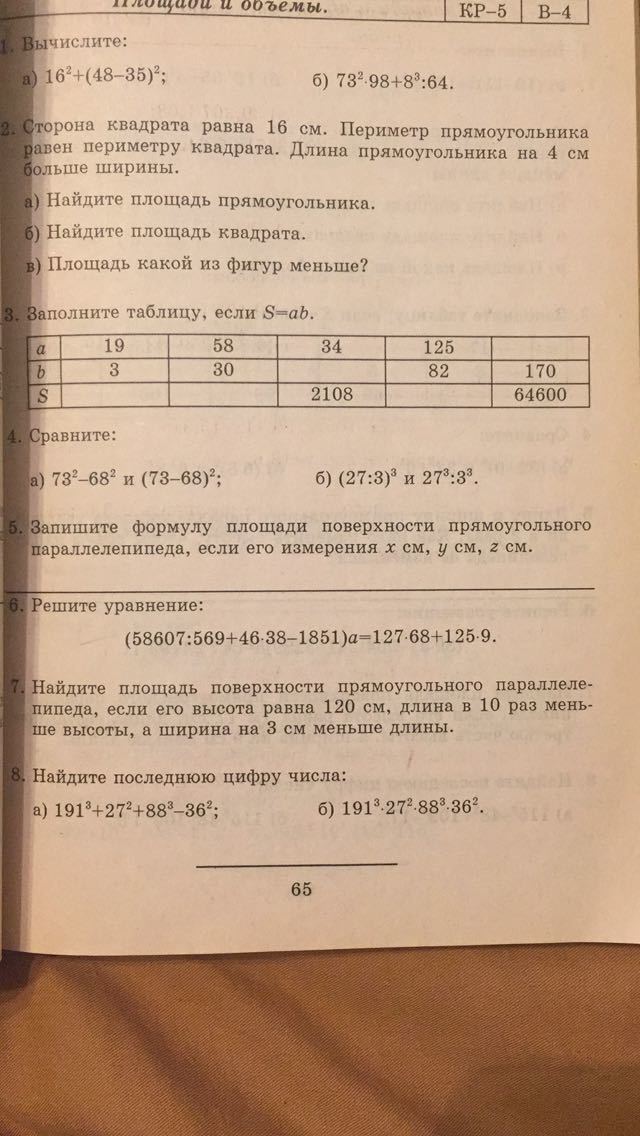 Площади и объемы.
КР–5 В–4
1. Вычислите:
а) 16²+(48–35)²; б) 73²·98+8³:64.
2. Сторона квадрата равна 16 см. Периметр прямоугольника
равен периметру квадрата. Длина прямоугольника на 4 см
больше ширины.
а) Найдите площадь прямоугольника.
б) Найдите площадь квадрата.
в) Площадь какой из фигур меньше?
3. Заполните таблицу, если S=ab.
a 19 58 34 125
b 3 30 82 170
S 2108 64600
4. Сравните:
а) 73²–68² и (73–68)²; б) (27:3)³ и 27³:3³.
5. Запишите формулу площади поверхности прямоугольного
параллелепипеда, если его измерения x см, y см, z см.
6. Решите уравнение:
(58607:569+46·38–1851)a=127·68+125·9.
7. Найдите площадь поверхности прямоугольного параллеле-
пипеда, если его высота равна 120 см, длина в 10 раз мень-
ше высоты, а ширина на 3 см меньше длины.
8. Найдите последнюю цифру числа:
а) 191³+27²+88³–36²; б) 191³·27²·88³·36².
65